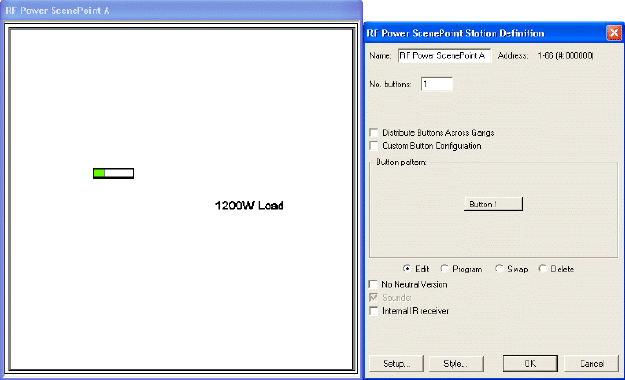 RF Power ScenePoint A
1200W Load
RF Power ScenePoint Station Definition
Name: RF Power ScenePoint A Address: 1-06 (#:000000)
No. buttons: 1
Distribute Buttons Across Gangs
Custom Button Configuration
Button pattern:
Button 1
Edit Program Swap Delete
No Neutral Version
Sounder
Internal IR receiver
Setup... Style... OK Cancel